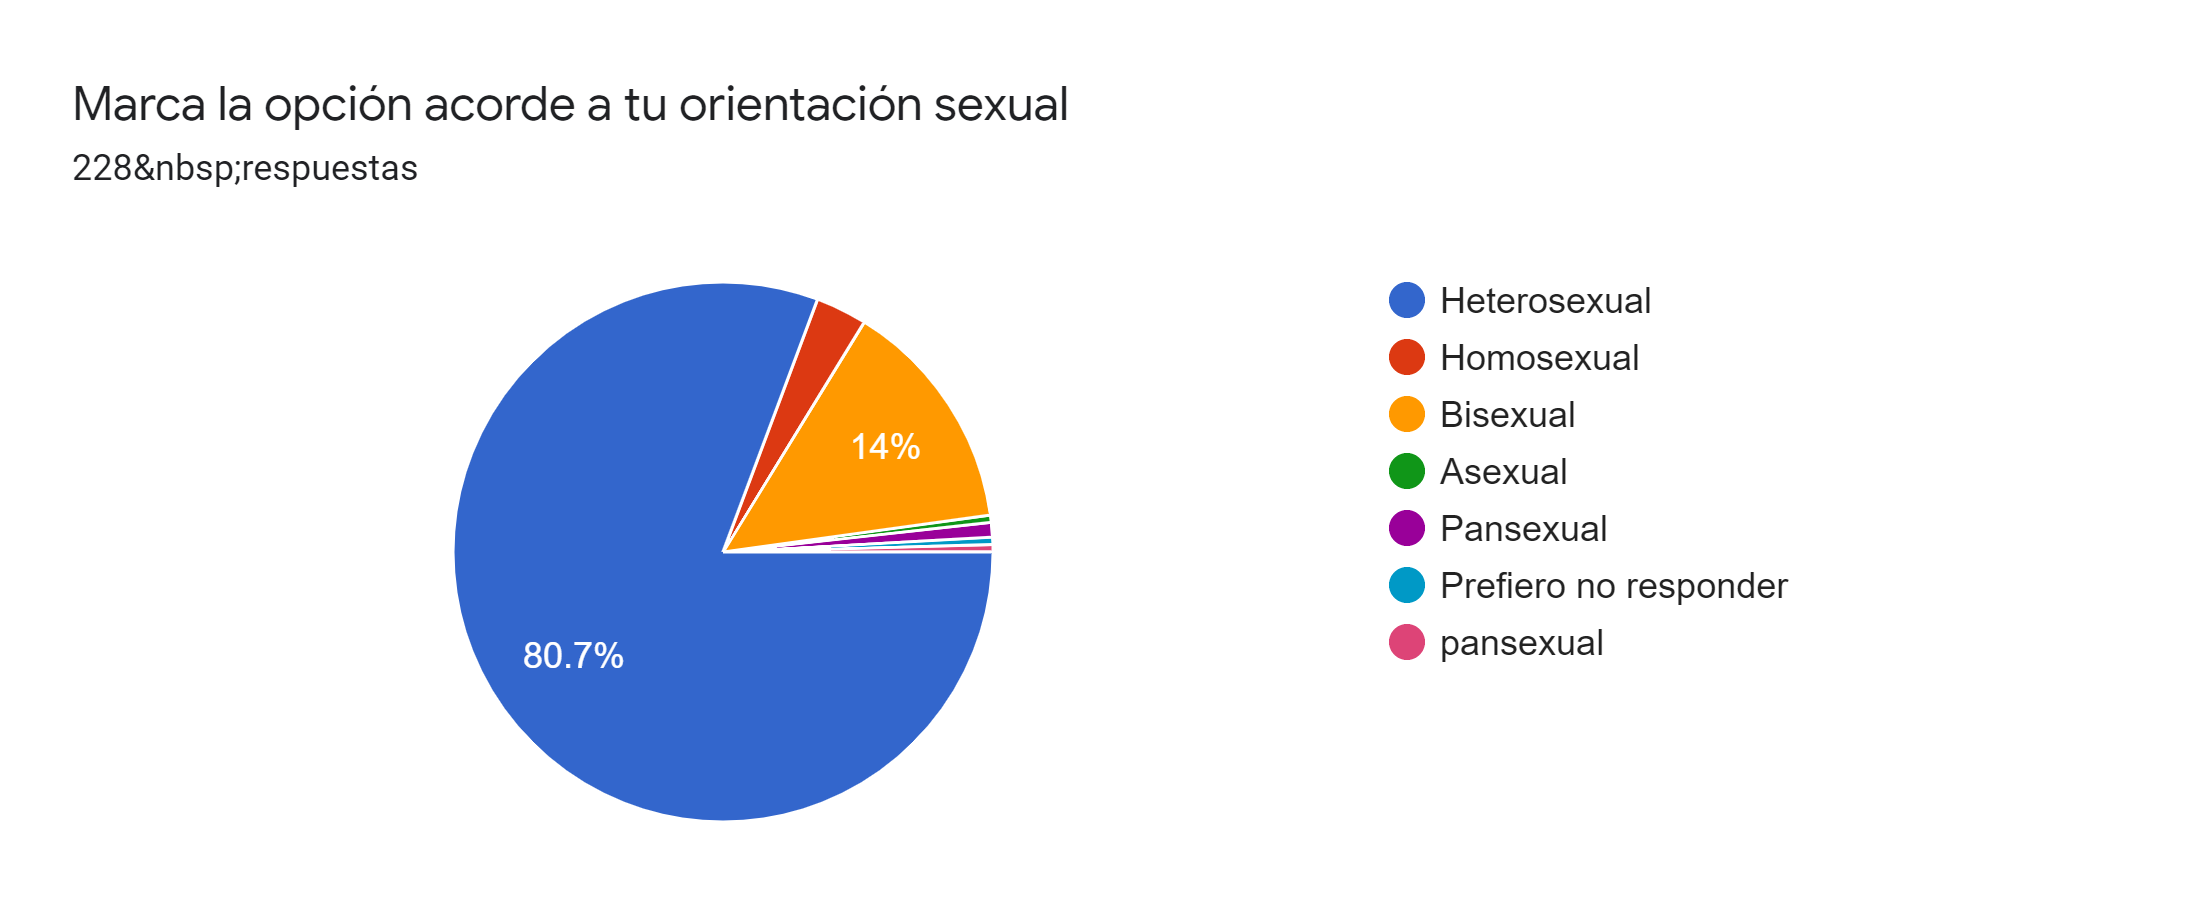 Marca la opción acorde a tu orientación sexual
228&nbsp;respuestas
14%
80.7%
Heterosexual
Homosexual
Bisexual
Asexual
Pansexual
Prefiero no responder
pansexual